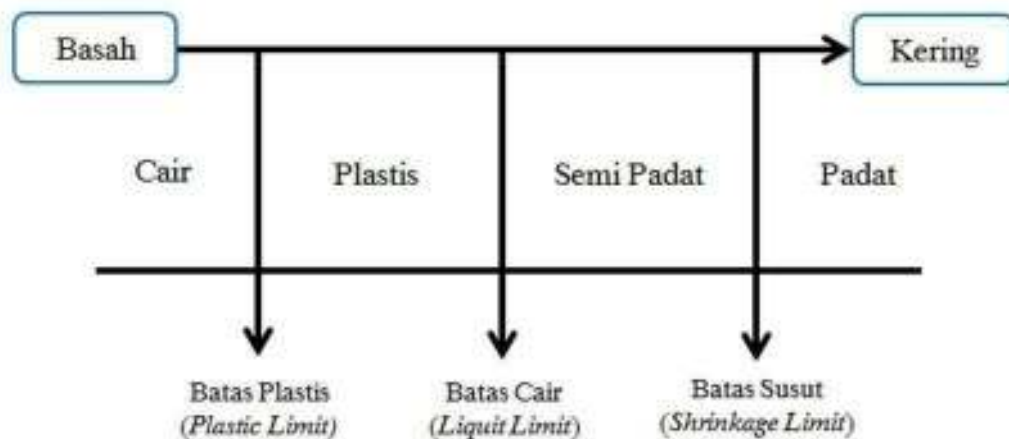 Basah
Kering
Cair
Plastis
Semi Padat
Padat
Batas Plastis
(Plastic Limit)
Batas Cair
(Liquit Limit)
Batas Susut
(Shrinkage Limit)